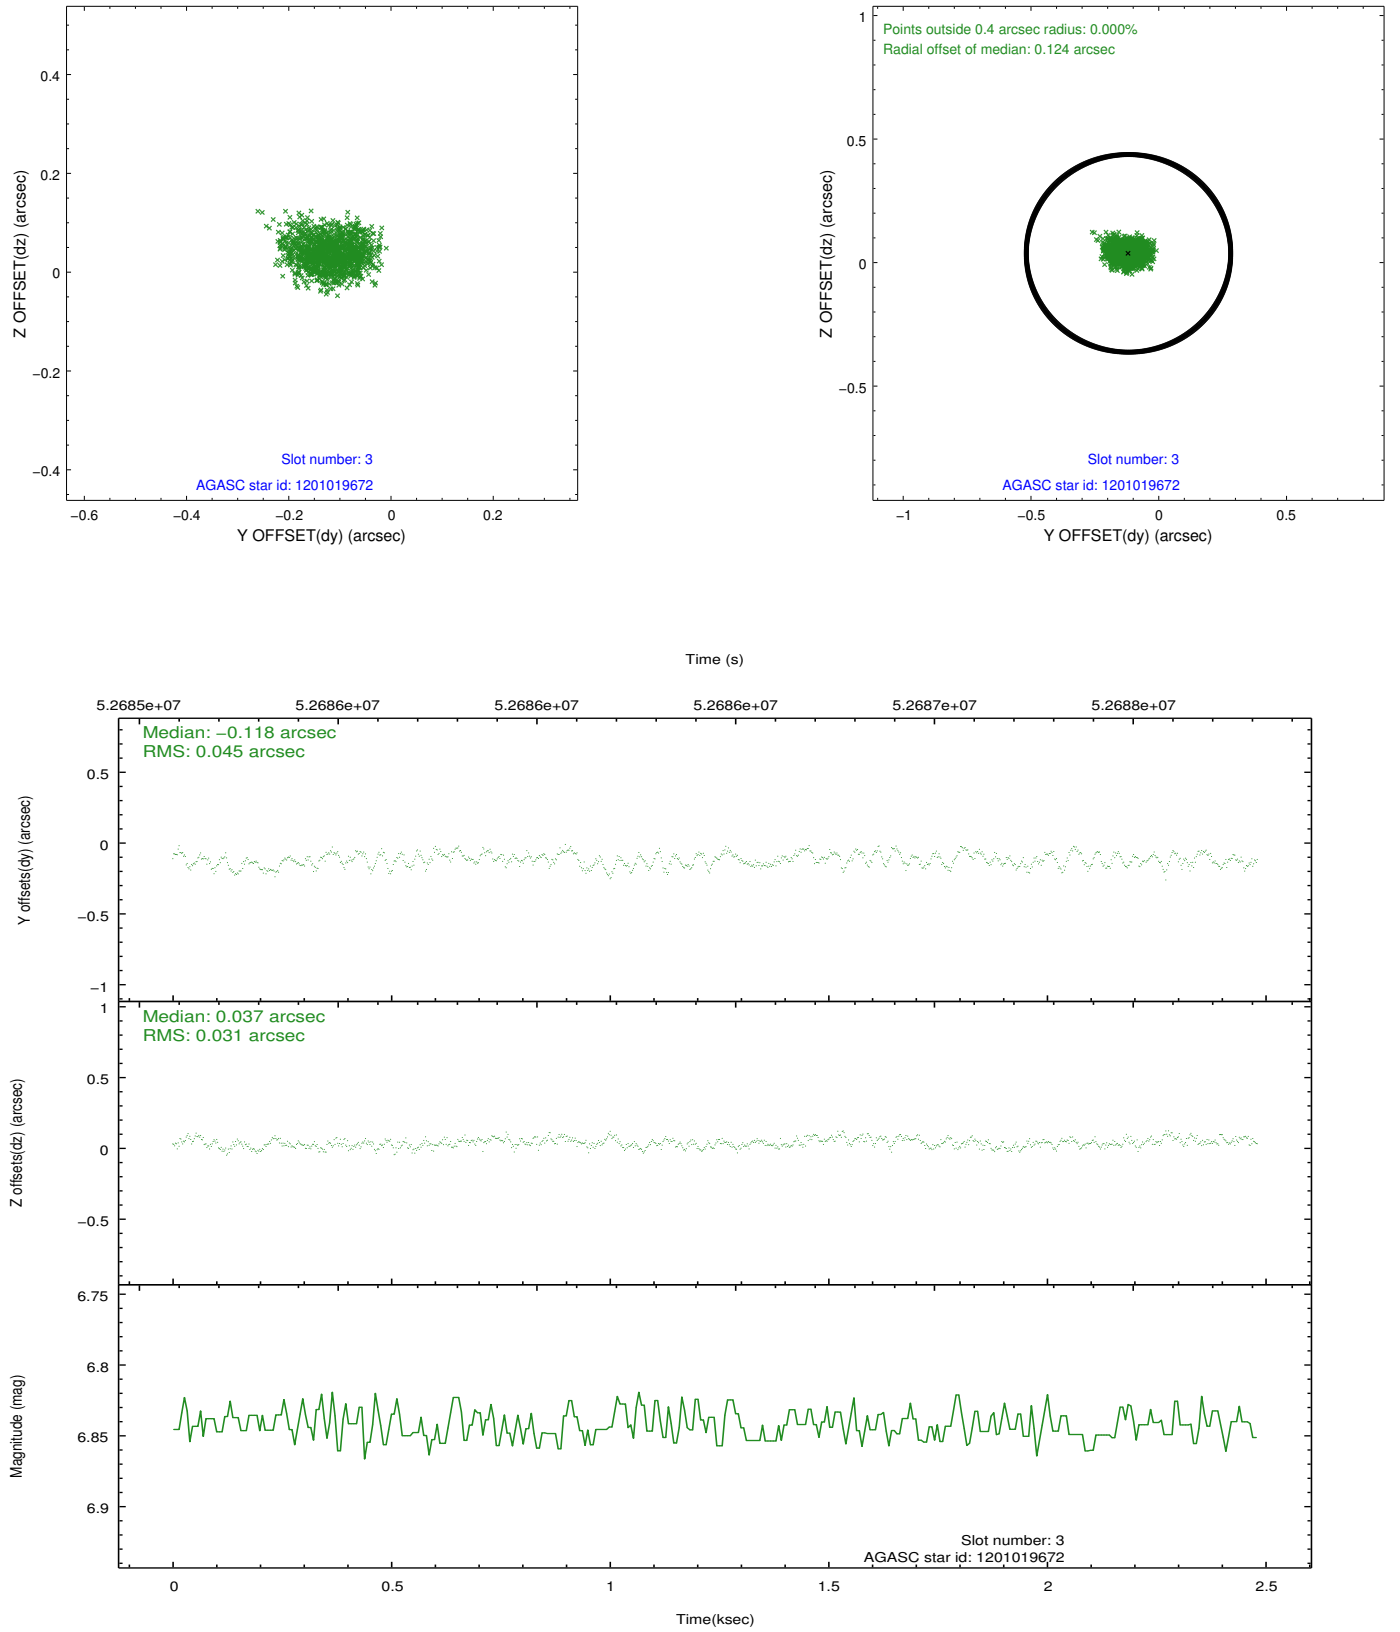 0.4
0.2
0
−0.2
−0.4
Z OFFSET(dz) (arcsec)
Slot number: 3
AGASC star id: 1201019672
−0.6 −0.4 −0.2 0 0.2
Y OFFSET(dy) (arcsec)
Points outside 0.4 arcsec radius: 0.000%
Radial offset of median: 0.124 arcsec
1
0.5
0
−0.5
Z OFFSET(dz) (arcsec)
Slot number: 3
AGASC star id: 1201019672
−1 −0.5 0 0.5
Y OFFSET(dy) (arcsec)
Time (s)
5.2685e+07 5.2686e+07 5.2686e+07 5.2686e+07 5.2687e+07 5.2688e+07
Median: −0.118 arcsec
RMS: 0.045 arcsec
0.5
0
−0.5
−1
Y offsets(dy) (arcsec)
Median: 0.037 arcsec
RMS: 0.031 arcsec
1
0.5
0
−0.5
Z offsets(dz) (arcsec)
6.75
6.8
6.85
6.9
Magnitude (mag)
Slot number: 3
AGASC star id: 1201019672
0 0.5 1 1.5 2 2.5
Time(ksec)